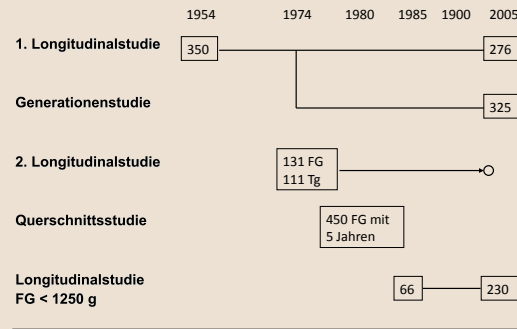 1954 1974 1980 1985 1900 2005
1. Longitudinalstudie 350 276
Generationenstudie 325
2. Longitudinalstudie 131 FG
111 Tg
Querschnittsstudie 450 FG mit
5 Jahren
Longitudinalstudie 66 230
FG < 1250 g